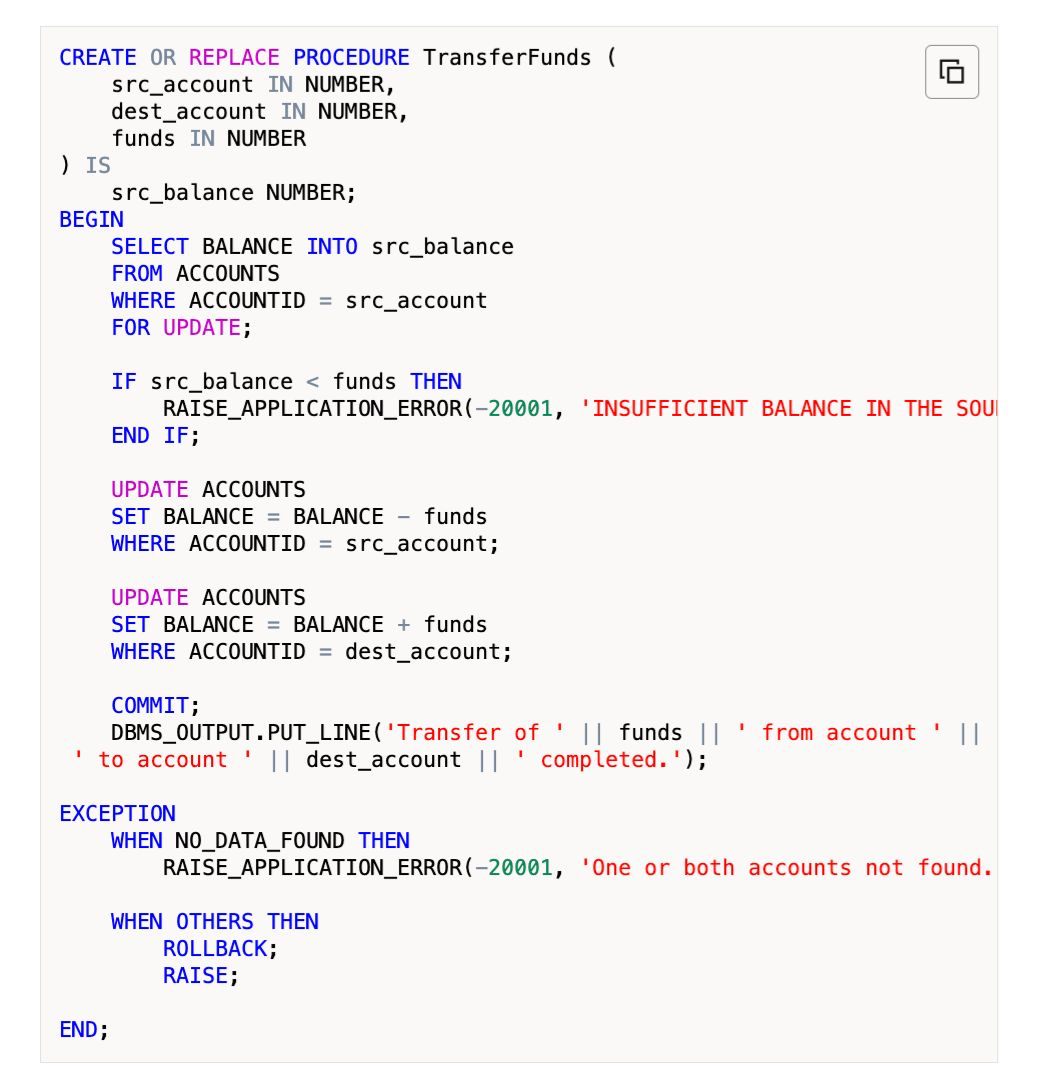 CREATE OR REPLACE PROCEDURE TransferFunds (
    src_account IN NUMBER,
    dest_account IN NUMBER,
    funds IN NUMBER
) IS
    src_balance NUMBER;
BEGIN
    SELECT BALANCE INTO src_balance
    FROM ACCOUNTS
    WHERE ACCOUNTID = src_account
    FOR UPDATE;

    IF src_balance < funds THEN
        RAISE_APPLICATION_ERROR(-20001, 'INSUFFICIENT BALANCE IN THE
    END IF;

    UPDATE ACCOUNTS
    SET BALANCE = BALANCE - funds
    WHERE ACCOUNTID = src_account;

    UPDATE ACCOUNTS
    SET BALANCE = BALANCE + funds
    WHERE ACCOUNTID = dest_account;

    COMMIT;
    DBMS_OUTPUT.PUT_LINE('Transfer of ' || funds || ' from account ' ||
 ' to account ' || dest_account || ' completed.');

EXCEPTION
    WHEN NO_DATA_FOUND THEN
        RAISE_APPLICATION_ERROR(-20001, 'One or both accounts not found.

    WHEN OTHERS THEN
        ROLLBACK;
        RAISE;

END;